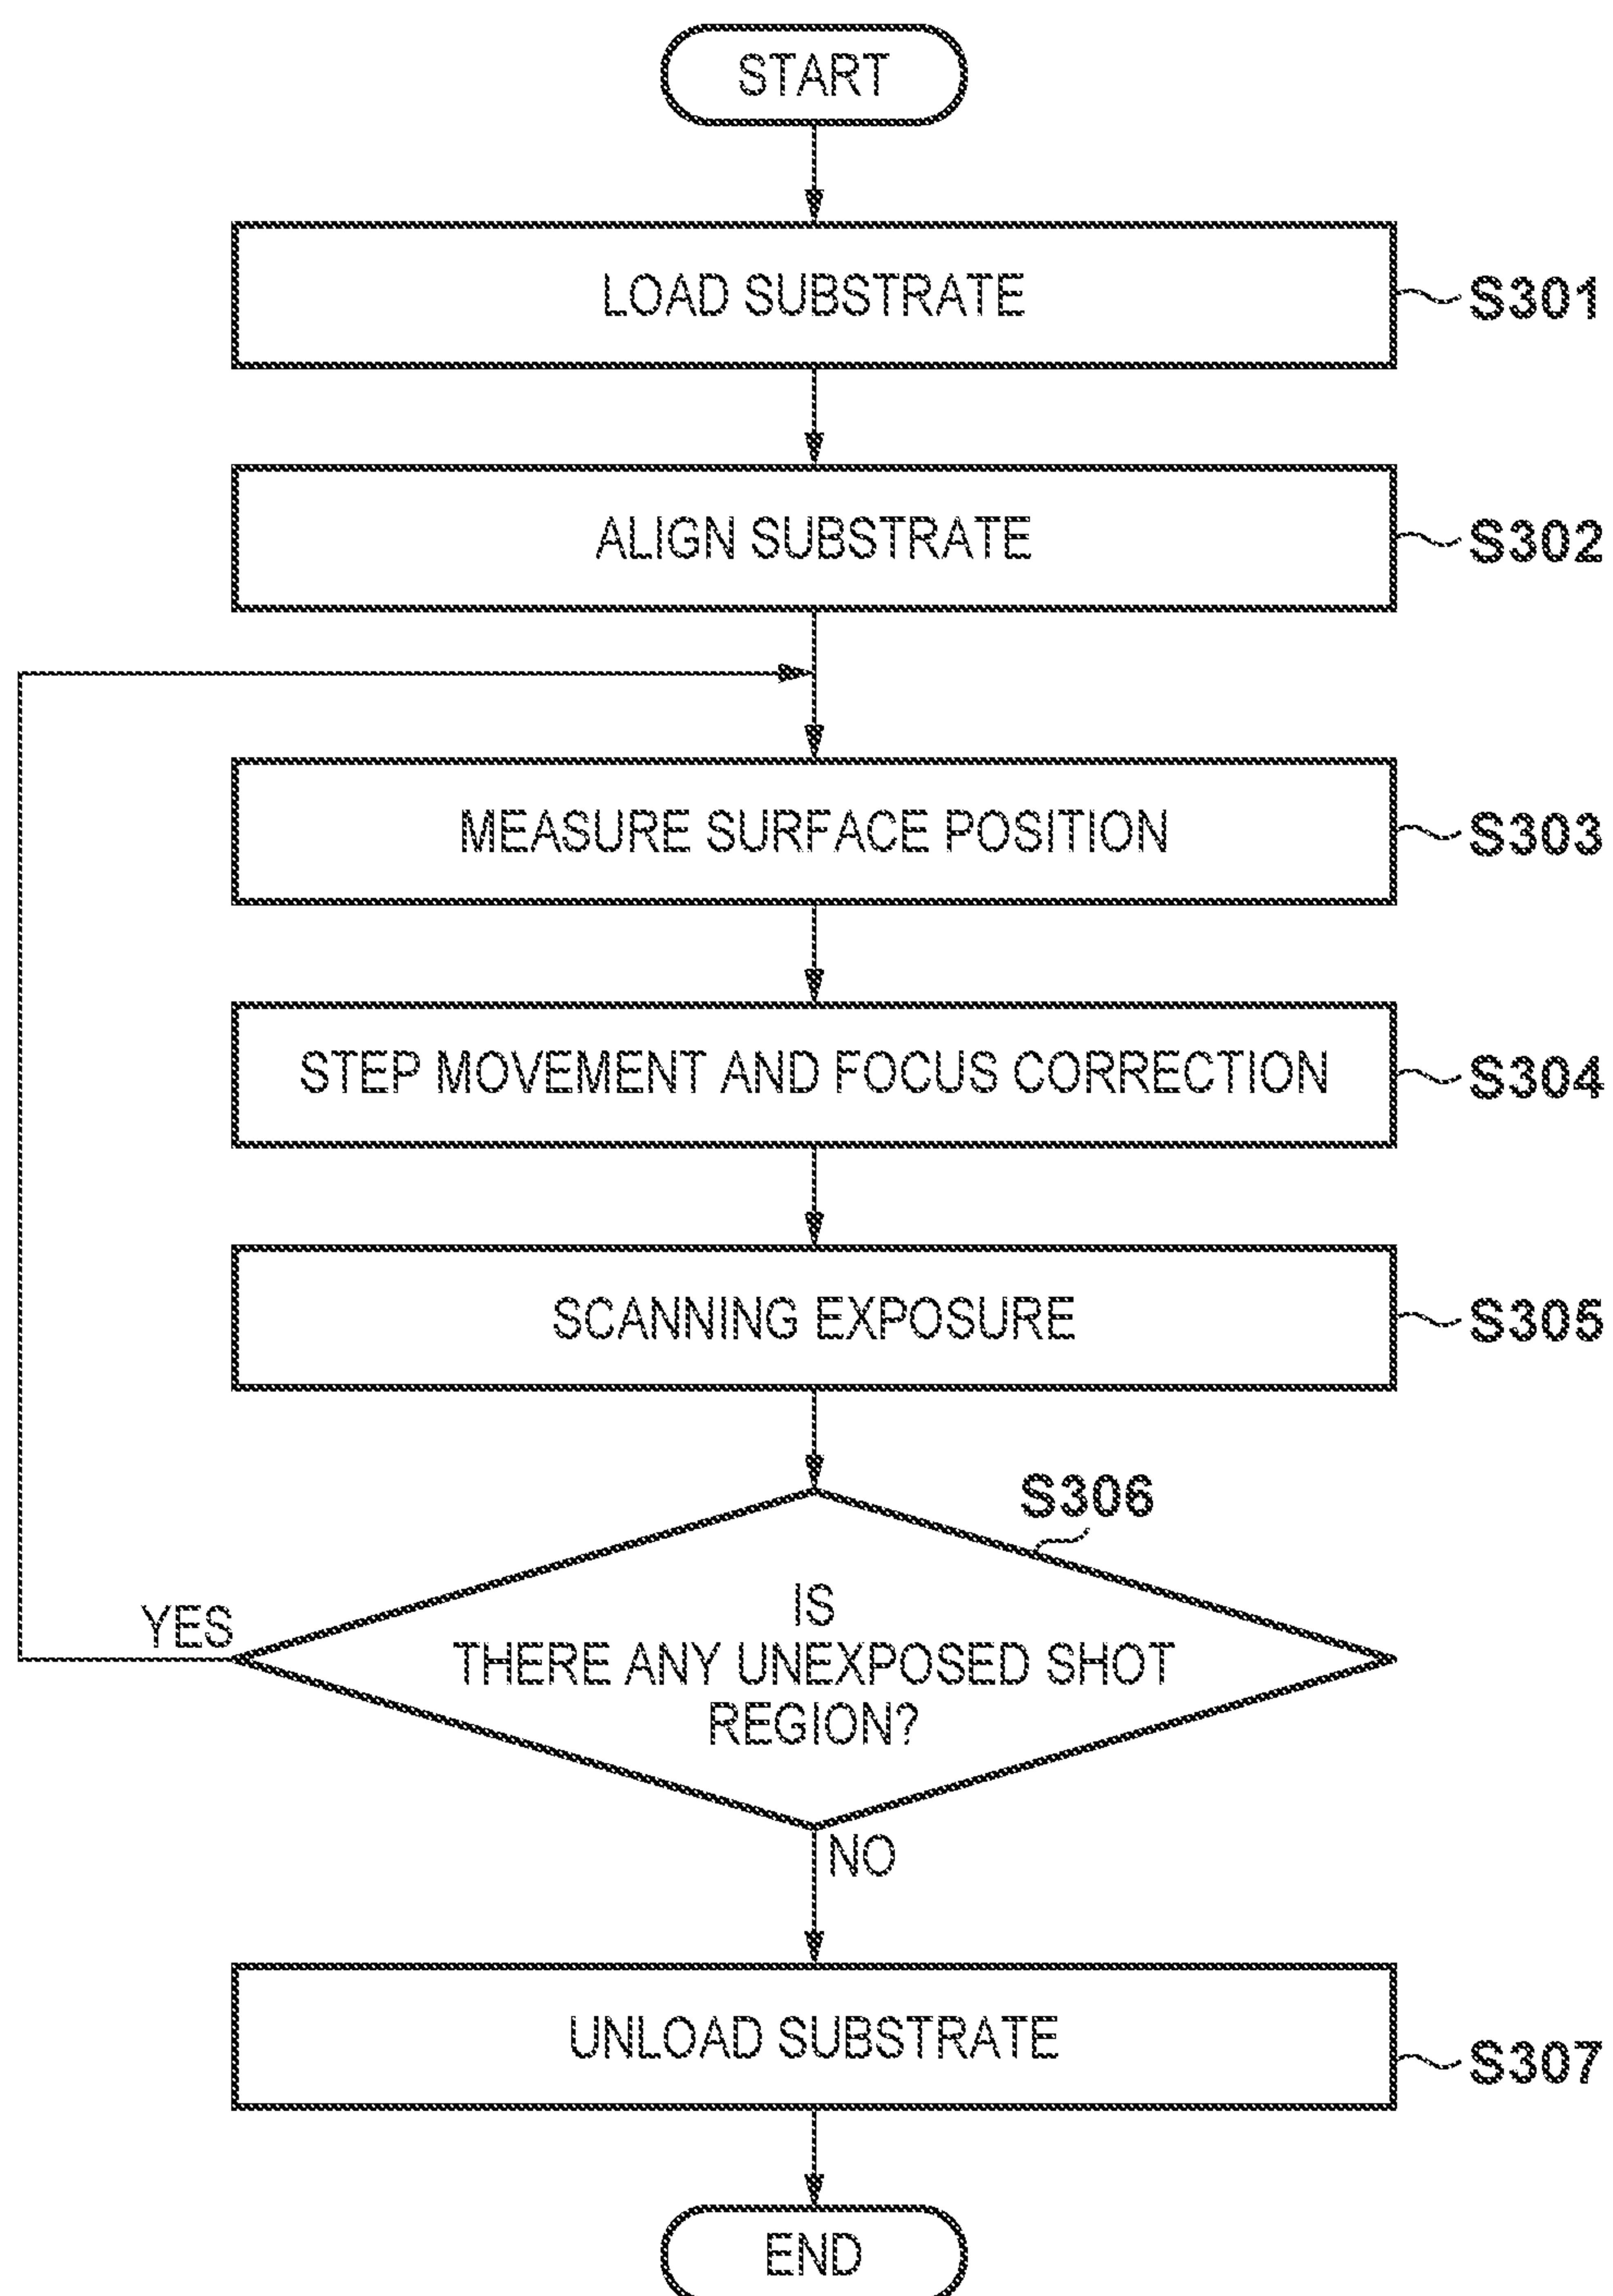 START
LOAD SUBSTRATE
S301
ALIGN SUBSTRATE
S302
MEASURE SURFACE POSITION
S303
STEP MOVEMENT AND FOCUS CORRECTION
S304
SCANNING EXPOSURE
S305
S306
IS
THERE ANY UNEXPOSED SHOT
REGION?
YES
NO
UNLOAD SUBSTRATE
S307
END